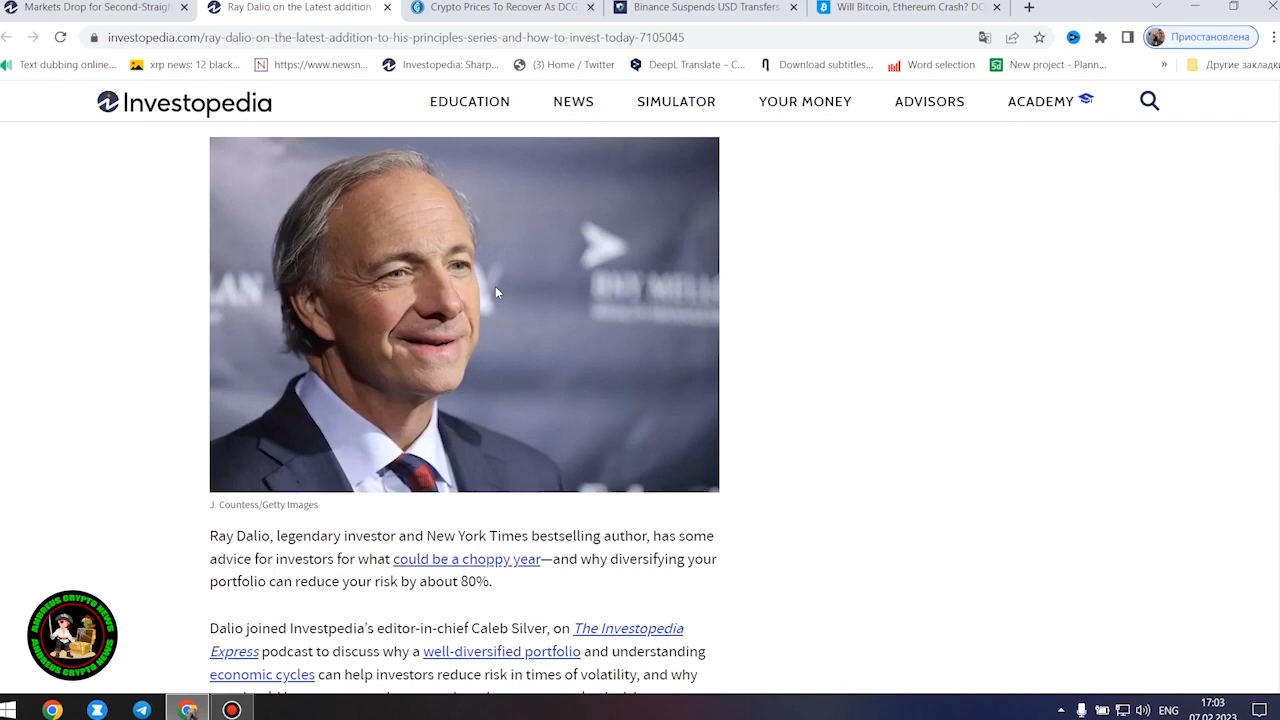 Markets Drop for Second-Straigh
Ray Dalio on the Latest addition
Crypto Prices To Recover As DCG
Binance Suspends USD Transfers
Will Bitcoin, Ethereum Crash? DC
investopedia.com/ray-dalio-on-the-latest-addition-to-his-principles-series-and-how-to-invest-today-7105045
Приостановлена
Text dubbing online...
xrp news: 12 black...
https://www.newsn...
Investopedia: Sharp...
(3) Home / Twitter
DeepL Translate – C...
Download subtitles...
Word selection
New project - Plann...
»
Другие закладки
Investopedia
EDUCATION
NEWS
SIMULATOR
YOUR MONEY
ADVISORS
ACADEMY
J. Countess/Getty Images
Ray Dalio, legendary investor and New York Times bestselling author, has some
advice for investors for what could be a choppy year—and why diversifying your
portfolio can reduce your risk by about 80%.
Dalio joined Investpedia's editor-in-chief Caleb Silver, on The Investopedia
Express podcast to discuss why a well-diversified portfolio and understanding
economic cycles can help investors reduce risk in times of volatility, and why
ANDREUS CRYPTO NEWS
ANDREUS CRYPTO NEWS
ENG
17:03
07.02.2023